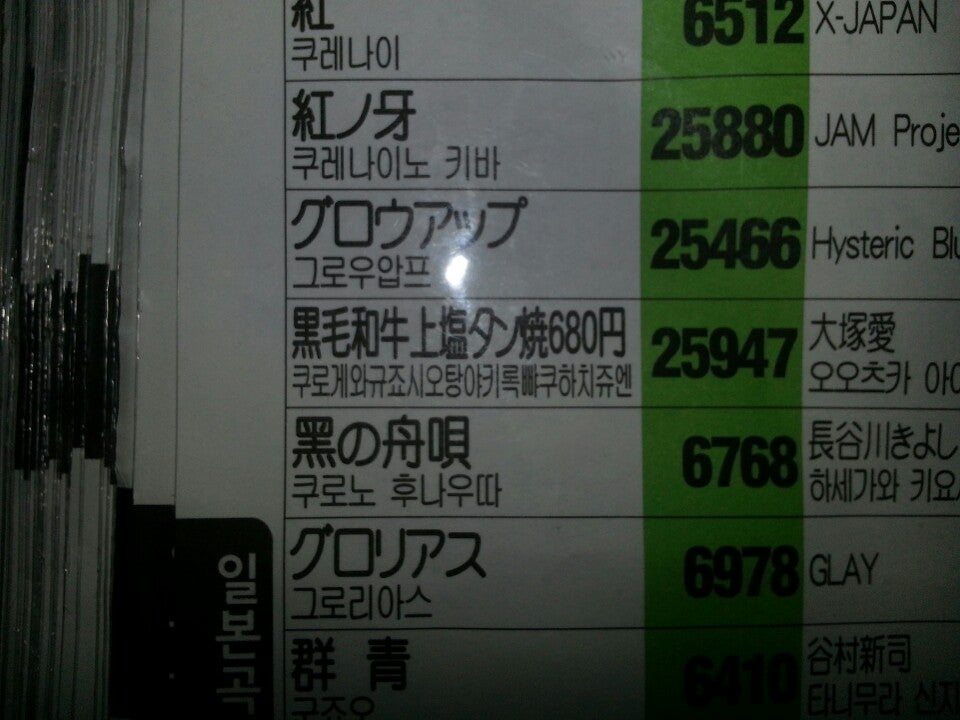 紅 6512 X-JAPAN
쿠레나이
紅ノ牙 25880 JAM
쿠레나이노 키바
グロウアップ 25466 Hysteric
그로우압프
黒毛和牛上塩タン焼680円 25947 大塚愛
쿠로게와규죠시오탕야키록빠쿠하치쥬엔 오오츠카
黑の舟唄 6768 長谷川きよし
쿠로노 후나우따 하세가와
グロリアス 6978 GLAY
그로리아스
群青 6410 谷村新司
타니무라
일본곡